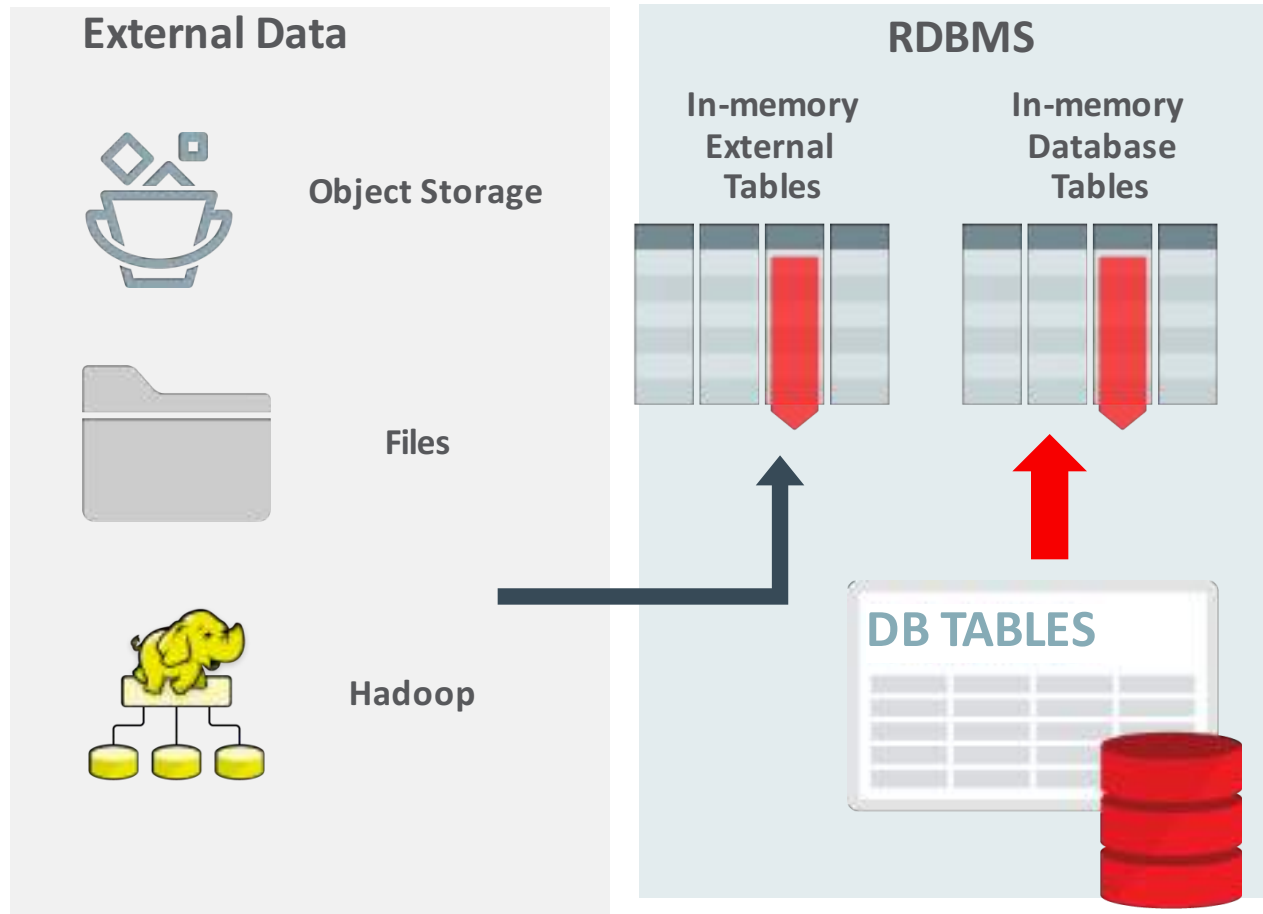 External Data
Object Storage
Files
Hadoop
RDBMS
In-memory
External
Tables
In-memory
Database
Tables
DB TABLES